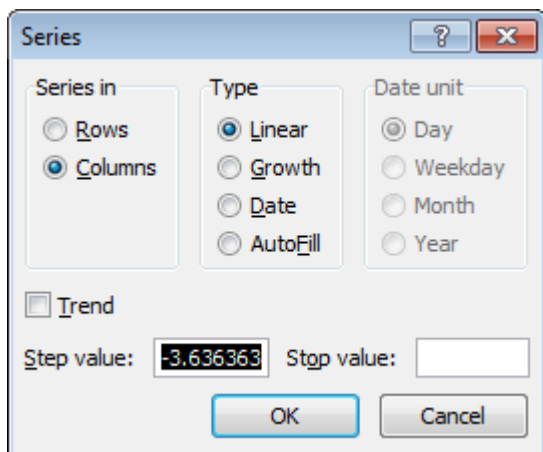 Series
Series in
Rows
Columns
Type
Linear
Growth
Date
AutoFill
Date unit
Day
Weekday
Month
Year
Trend
Step value: -3.636363 Stop value:
OK Cancel